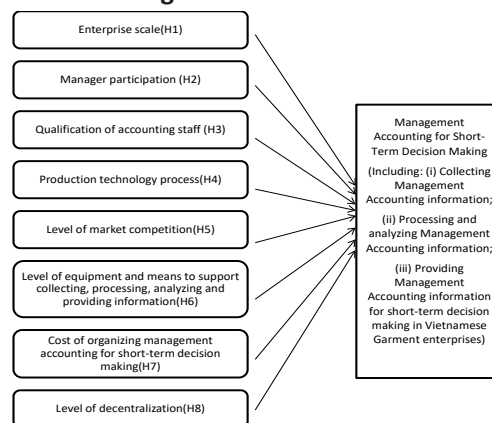 Enterprise scale(H1)
Manager participation (H2)
Qualification of accounting staff (H3)
Production technology process(H4)
Level of market competition(H5)
Level of equipment and means to support
collecting, processing, analyzing and
providing information(H6)
Cost of organizing management
accounting for short-term decision
making(H7)
Level of decentralization(H8)
Management
Accounting for Short-
Term Decision Making
(Including: (i) Collecting
Management
Accounting information;
(ii) Processing and
analyzing Management
Accounting information;
(iii) Providing
Management
Accounting information
for short-term decision
making in Vietnamese
Garment enterprises)